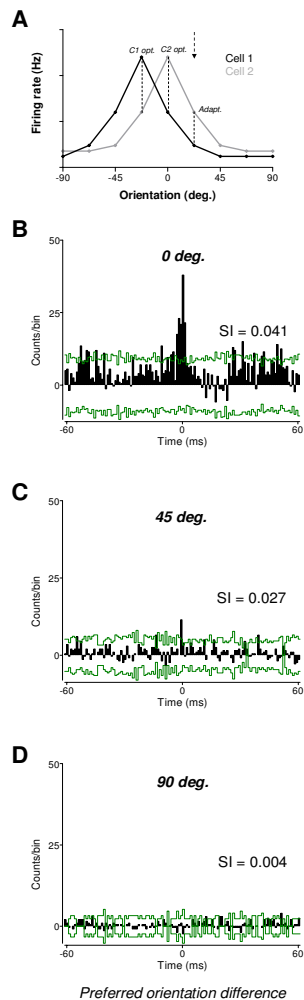 A
C1 opt. C2 opt.
Cell 1
Cell 2
Adapt.
Firing rate (Hz)
-90 -45 0 45 90
Orientation (deg.)
B
50
0 deg.
25
SI = 0.041
Counts/bin
0
-60 0 60
Time (ms)
C
50
45 deg.
25
SI = 0.027
Counts/bin
0
-60 0 60
Time (ms)
D
50
90 deg.
25
SI = 0.004
Counts/bin
0
-60 0 60
Time (ms)
Preferred orientation difference